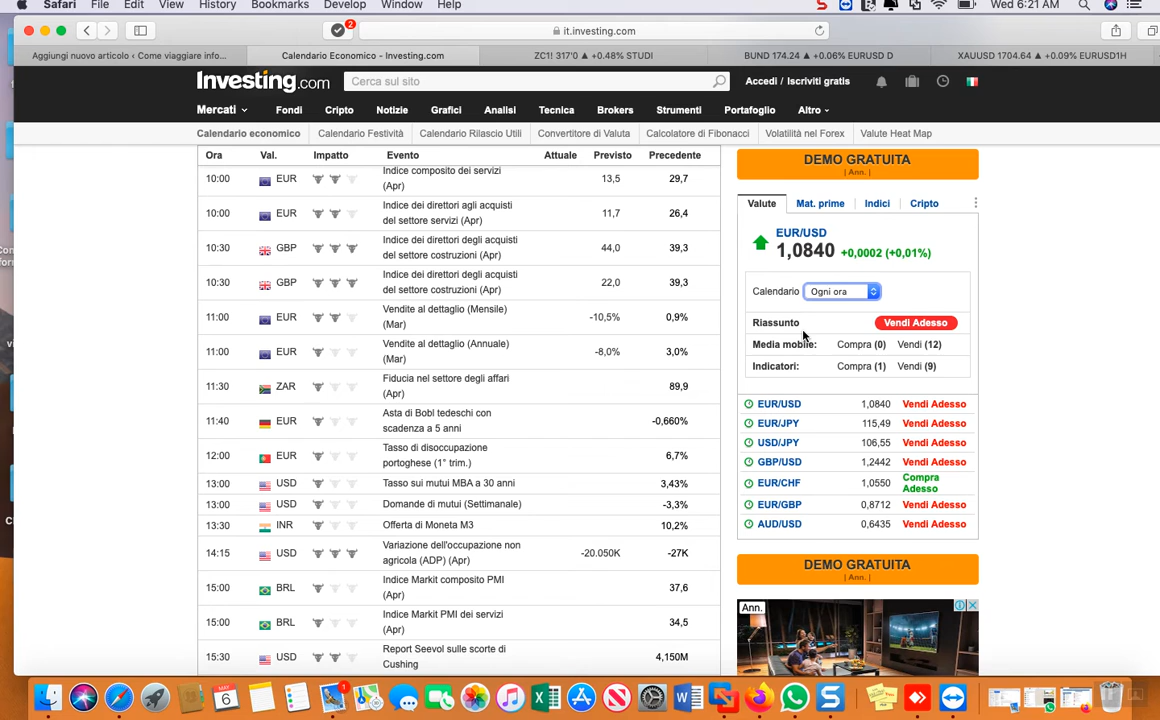 Safari File Edit View History Bookmarks Develop Window Help Wed 6:21 AM
2 it.investing.com
Aggiungi nuovo articolo ‹ Come viaggiare info... Calendario Economico - Investing.com ZC1! 317'0 ▲ +0.48% STUDI BUND 174.24 ▲ +0.06% EURUSD D XAUUSD 1704.64 ▲ +0.09% EURUSD1H
Investing.com Cerca sul sito Accedi / Iscriviti gratis
Mercati Fondi Cripto Notizie Grafici Analisi Tecnica Brokers Strumenti Portafoglio Altro
Calendario economico Calendario Festività Calendario Rilascio Utili Convertitore di Valuta Calcolatore di Fibonacci Volatilità nel Forex Valute Heat Map
Ora Val. Impatto Evento Attuale Previsto Precedente
10:00 EUR Indice composito dei servizi (Apr) 13,5 29,7
10:00 EUR Indice dei direttori agli acquisti del settore servizi (Apr) 11,7 26,4
10:30 GBP Indice dei direttori degli acquisti del settore costruzioni (Apr) 44,0 39,3
10:30 GBP Indice dei direttori degli acquisti del settore costruzioni (Apr) 22,0 39,3
11:00 EUR Vendite al dettaglio (Mensile) (Mar) -10,5% 0,9%
11:00 EUR Vendite al dettaglio (Annuale) (Mar) -8,0% 3,0%
11:30 ZAR Fiducia nel settore degli affari (Apr) 89,9
11:40 EUR Asta di Bobl tedeschi con scadenza a 5 anni -0,660%
12:00 EUR Tasso di disoccupazione portoghese (1° trim.) 6,7%
13:00 USD Tasso sui mutui MBA a 30 anni 3,43%
13:00 USD Domande di mutui (Settimanale) -3,3%
13:30 INR Offerta di Moneta M3 10,2%
14:15 USD Variazione dell'occupazione non agricola (ADP) (Apr) -20.050K -27K
15:00 BRL Indice Markit composito PMI (Apr) 37,6
15:00 BRL Indice Markit PMI dei servizi (Apr) 34,5
15:30 USD Report Seevol sulle scorte di Cushing 4,150M
DEMO GRATUITA
| Ann. |
Valute Mat. prime Indici Cripto
EUR/USD
1,0840 +0,0002 (+0,01%)
Calendario Ogni ora
Riassunto Vendi Adesso
Media mobile: Compra (0) Vendi (12)
Indicatori: Compra (1) Vendi (9)
EUR/USD 1,0840 Vendi Adesso
EUR/JPY 115,49 Vendi Adesso
USD/JPY 106,55 Vendi Adesso
GBP/USD 1,2442 Vendi Adesso
EUR/CHF 1,0550 Compra Adesso
EUR/GBP 0,8712 Vendi Adesso
AUD/USD 0,6435 Vendi Adesso
DEMO GRATUITA
| Ann. |
Ann.
MAY
6
1